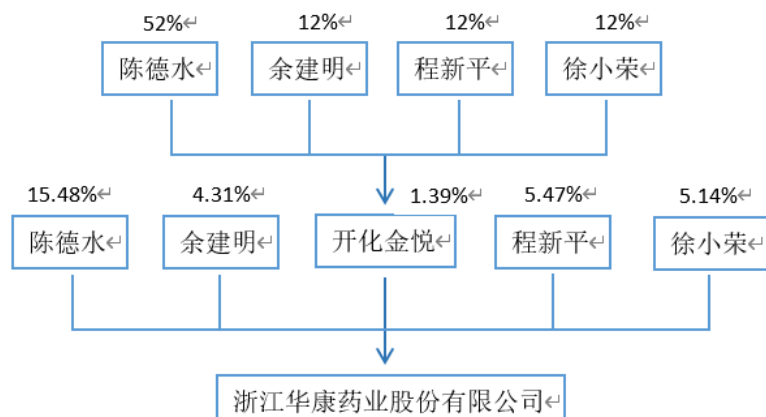 52% 12% 12% 12%
陈德水 余建明 程新平 徐小荣
15.48% 4.31% 1.39% 5.47% 5.14%
陈德水 余建明 开化金悦 程新平 徐小荣
浙江华康药业股份有限公司